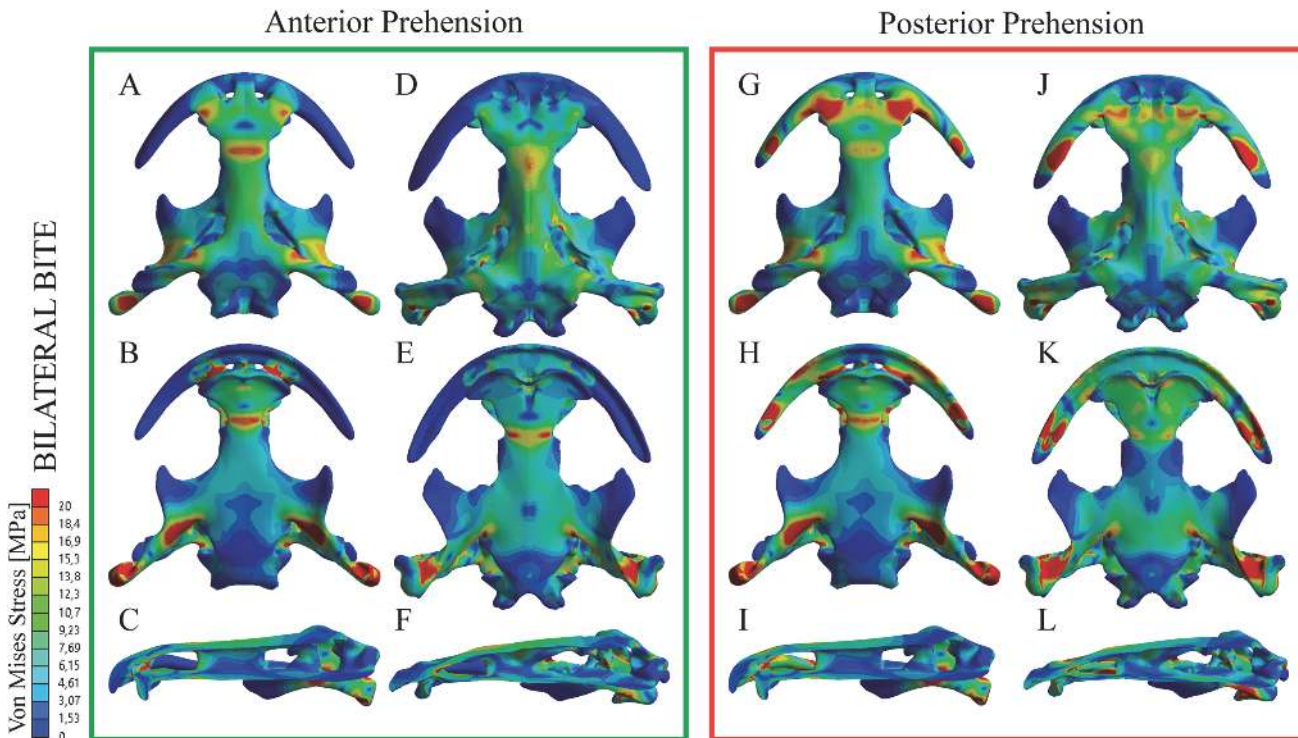 Anterior Prehension
Posterior Prehension
A
D
G
J
B
E
H
K
C
F
I
L
BILATERAL BITE
Von Mises Stress [MPa]
20
18,4
16,9
15,3
13,8
12,3
10,7
9,23
7,69
6,15
4,61
3,07
1,53
0